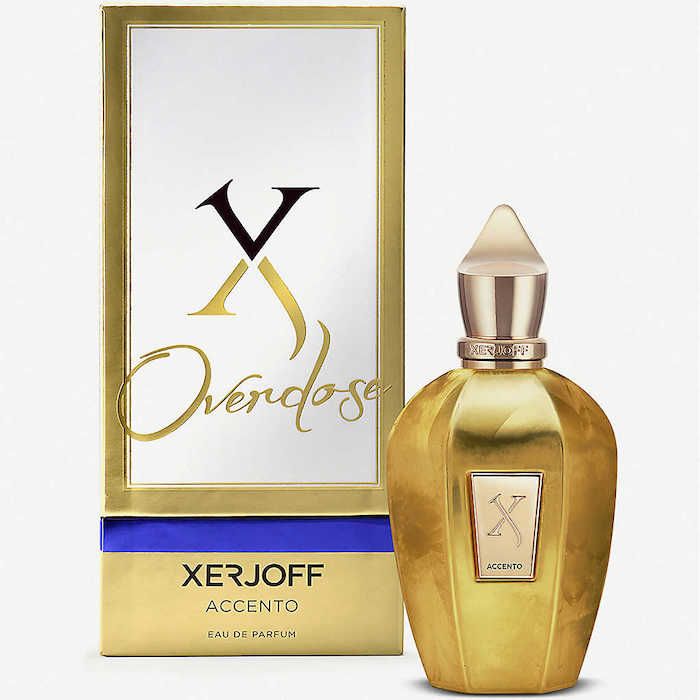 X
Overdose
XERJOFF
ACCENTO
EAU DE PARFUM
XERJOFF
X
ACCENTO